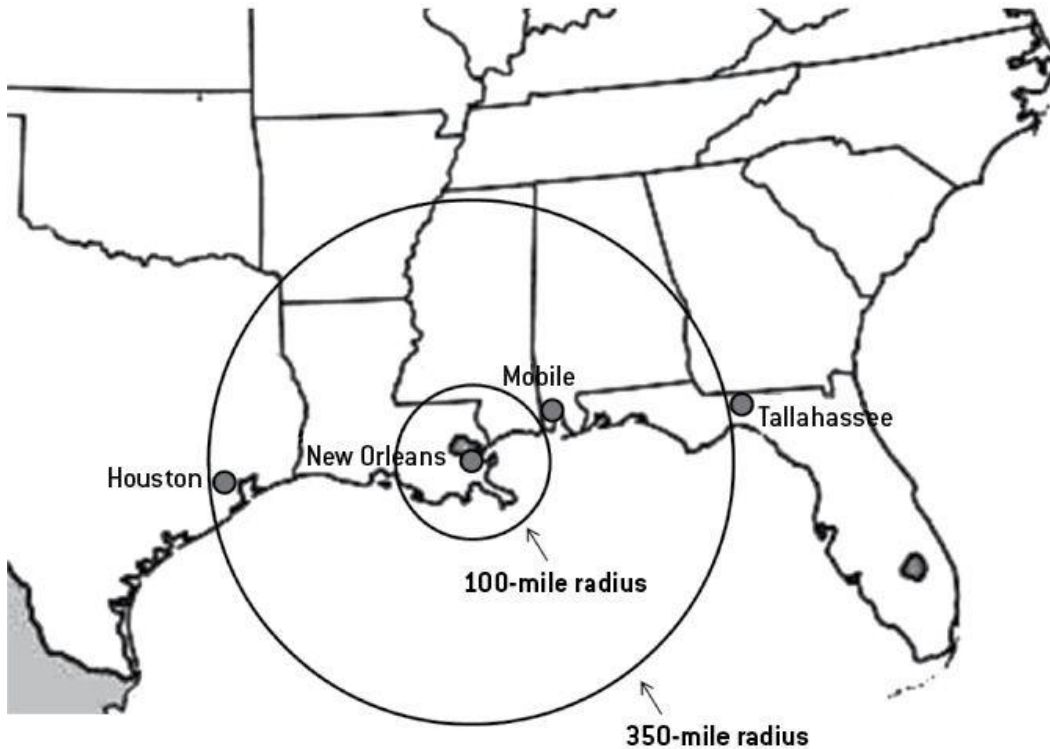 Mobile
Tallahassee
New Orleans
Houston
100-mile radius
350-mile radius